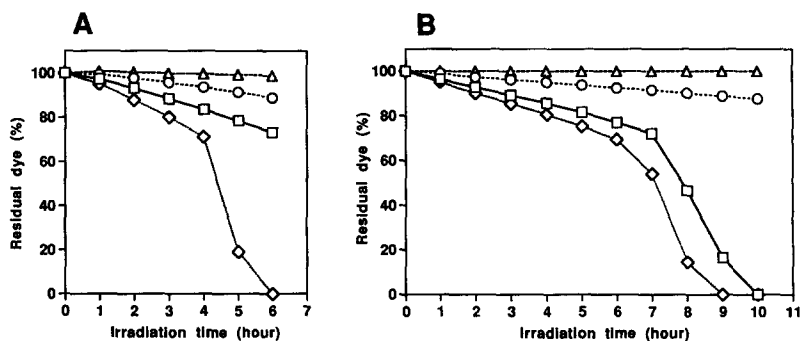 A
Residual dye (%)
100
80
60
40
20
0
0 1 2 3 4 5 6 7
Irradiation time (hour)
B
Residual dye (%)
100
80
60
40
20
0
0 1 2 3 4 5 6 7 8 9 10 11
Irradiation time (hour)